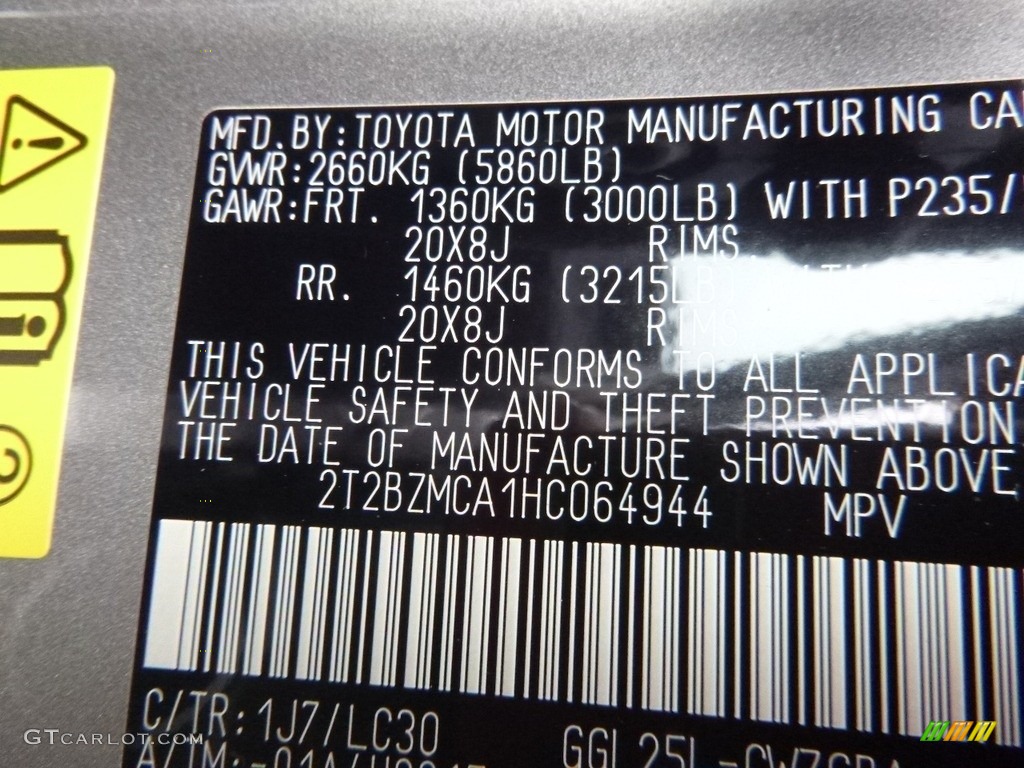 MFD.BY:TOYOTA MOTOR MANUFACTURING CA
GVWR:2660KG (5860LB)
GAWR:FRT. 1360KG (3000LB) WITH P235/
20X8J RIMS.
RR. 1460KG (3215LB)
20X8J RIMS
THIS VEHICLE CONFORMS TO ALL APPLICA
VEHICLE SAFETY AND THEFT PREVENTION
THE DATE OF MANUFACTURE SHOWN ABOVE
2T2BZMCA1HC064944 MPV
C/TR:1J7/LC30
GTCarlot.com